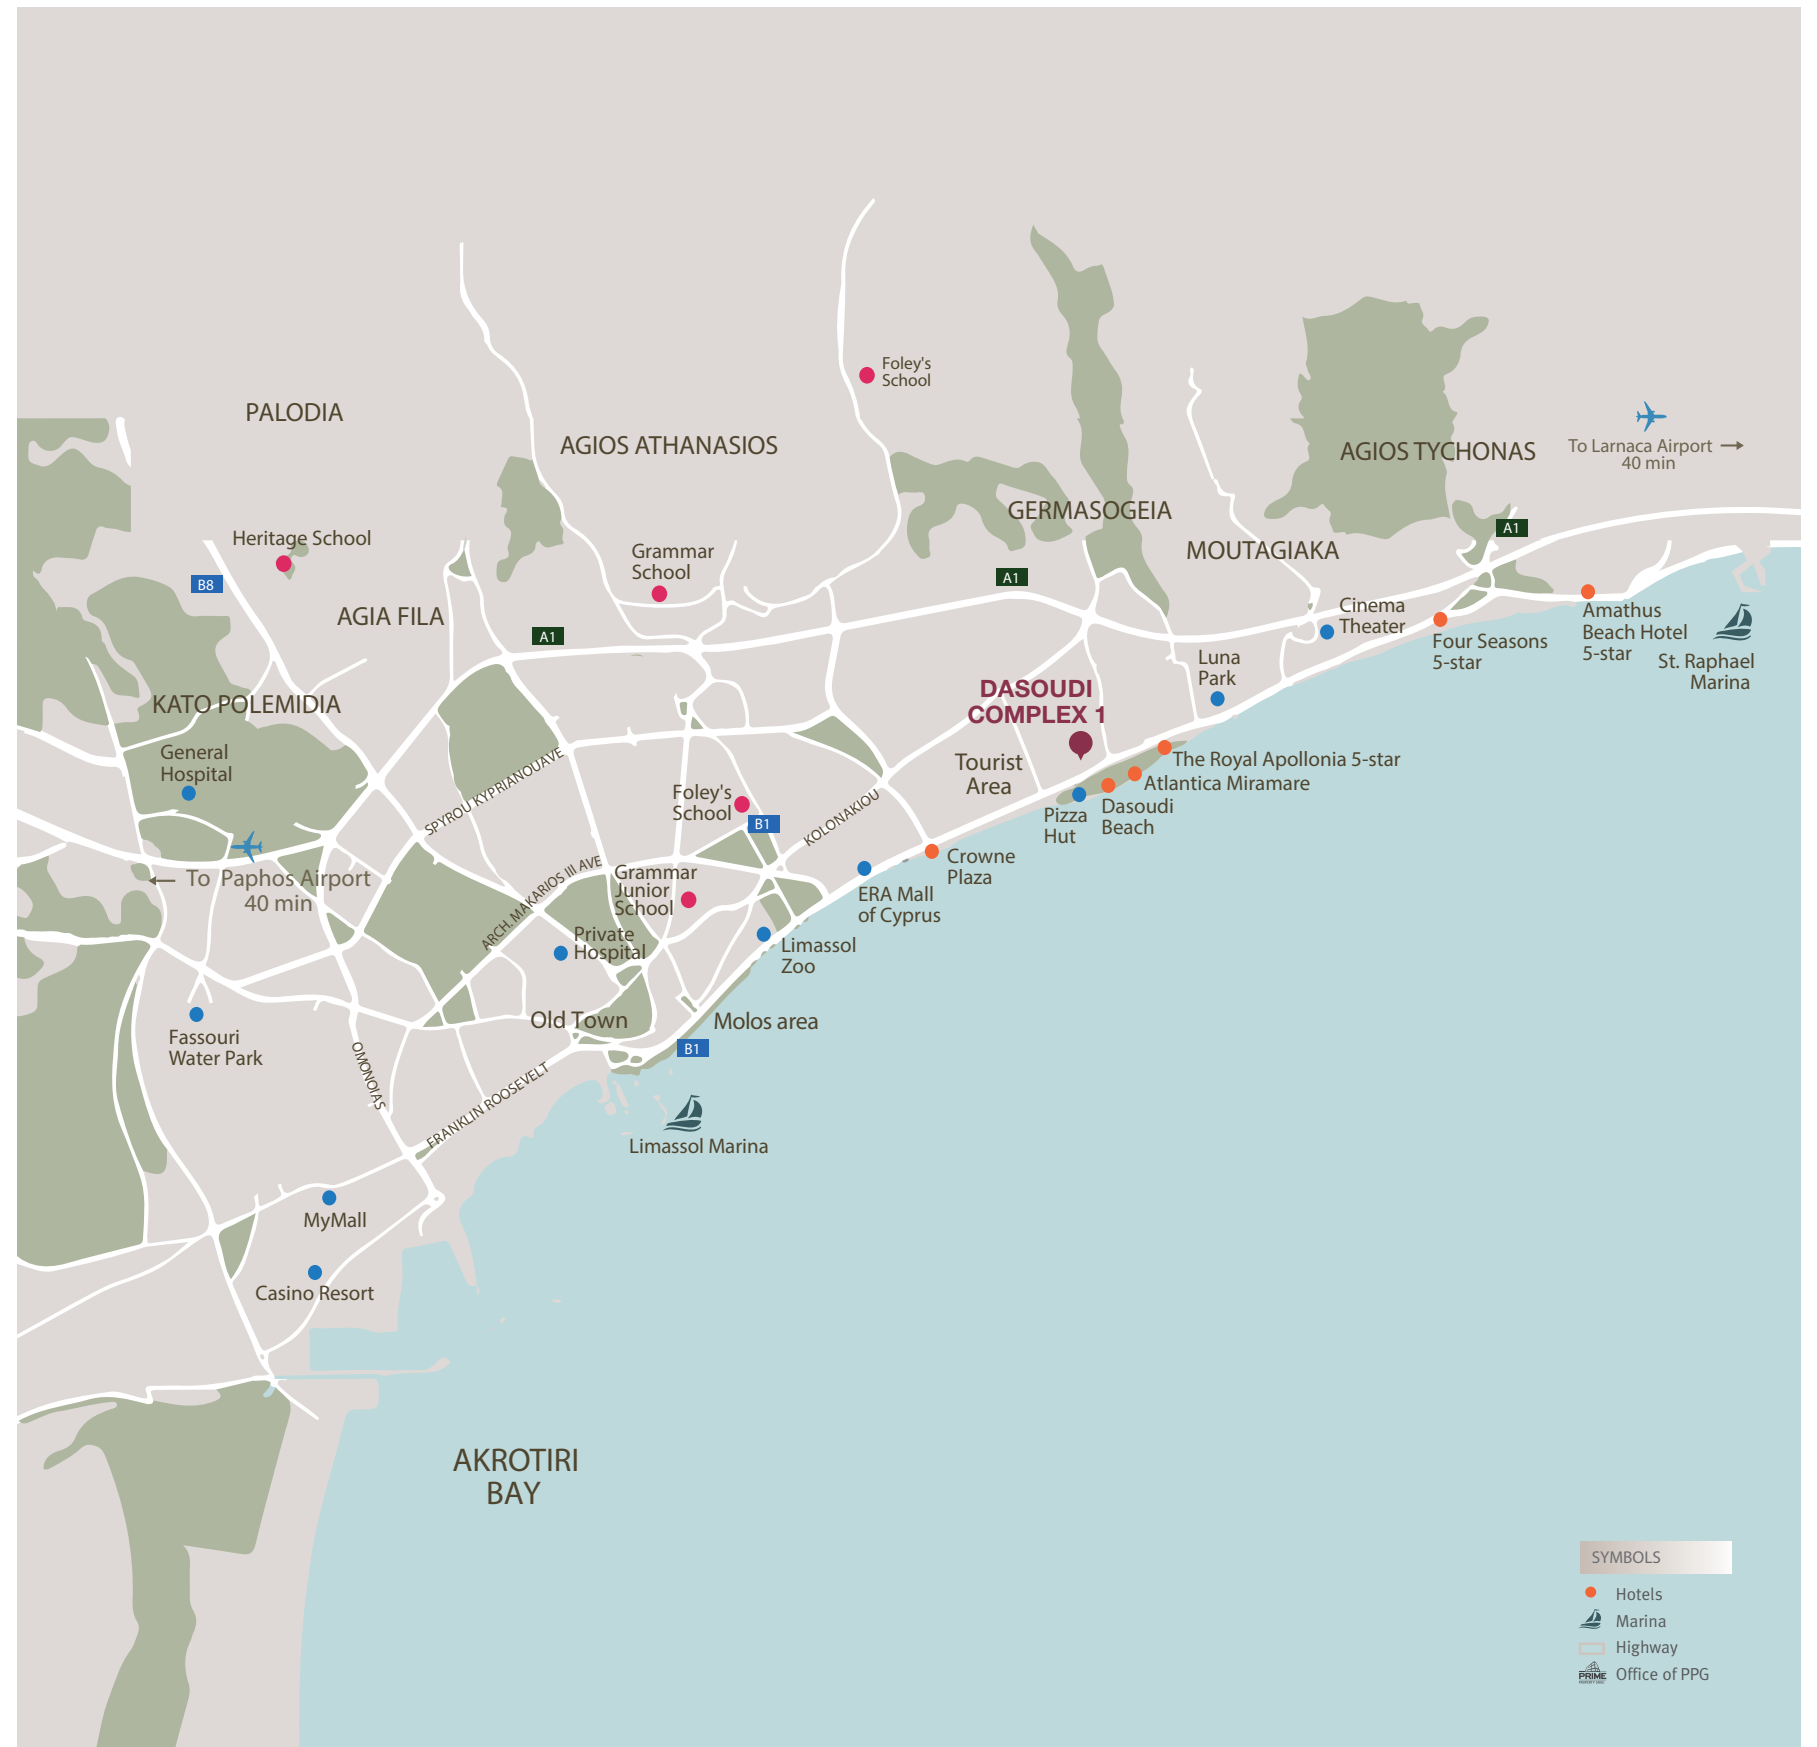 Foley's
School
PALODIA
AGIOS ATHANASIOS
AGIOS TYCHONAS
To Larnaca Airport
40 min
GERMASOGEIA
A1
Heritage School
Grammar
School
MOUTAGIAKA
B8
A1
AGIA FILA
A1
Cinema
Theater
Four Seasons
5-star
Amathus
Beach Hotel
5-star
St. Raphael
Marina
Luna
Park
KATO POLEMIDIA
DASOUDI
COMPLEX 1
General
Hospital
SPYROU KYPRIANOUAVE
Tourist
Area
The Royal Apollonia 5-star
Atlantica Miramare
Dasoudi
Beach
Pizza
Hut
Foley's
School
B1
KOLONAKIOU
Crowne
Plaza
To Paphos Airport
40 min
ARCH. MAKARIOS III AVE
Grammar
Junior
School
ERA Mall
of Cyprus
Private
Hospital
Limassol
Zoo
Old Town
Molos area
B1
Fassouri
Water Park
OMONOIAS
FRANKLIN ROOSEVELT
Limassol Marina
MyMall
Casino Resort
AKROTIRI
BAY
SYMBOLS
Hotels
Marina
Highway
PRIME
Office of PPG